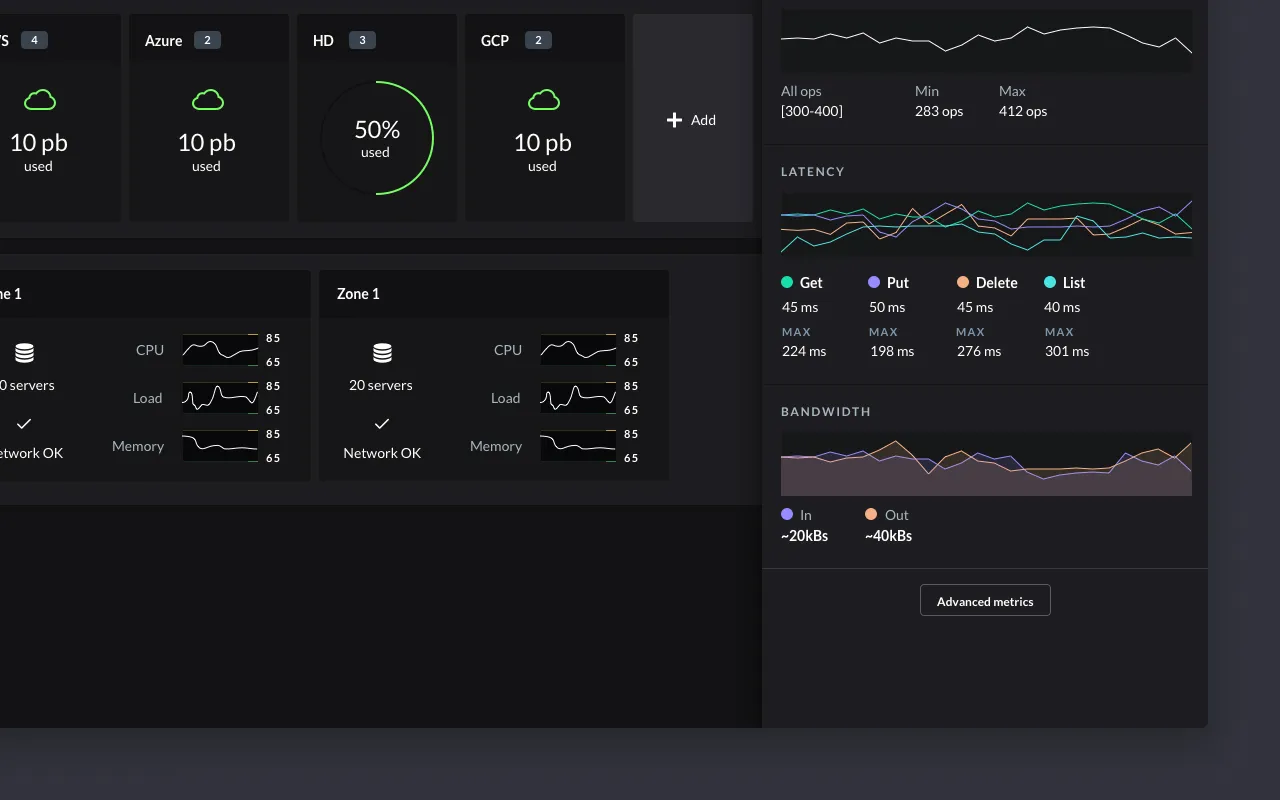 S 4
Azure 2
HD 3
GCP 2
10 pb
used
10 pb
used
50%
used
10 pb
used
Add
ne 1
0 servers
etwork OK
CPU 85 65
Load 85 65
Memory 85 65
Zone 1
20 servers
Network OK
CPU 85 65
Load 85 65
Memory 85 65
All ops Min Max
[300-400] 283 ops 412 ops
LATENCY
Get Put Delete List
45 ms 50 ms 45 ms 40 ms
MAX MAX MAX MAX
224 ms 198 ms 276 ms 301 ms
BANDWIDTH
In Out
~20kBs ~40kBs
Advanced metrics